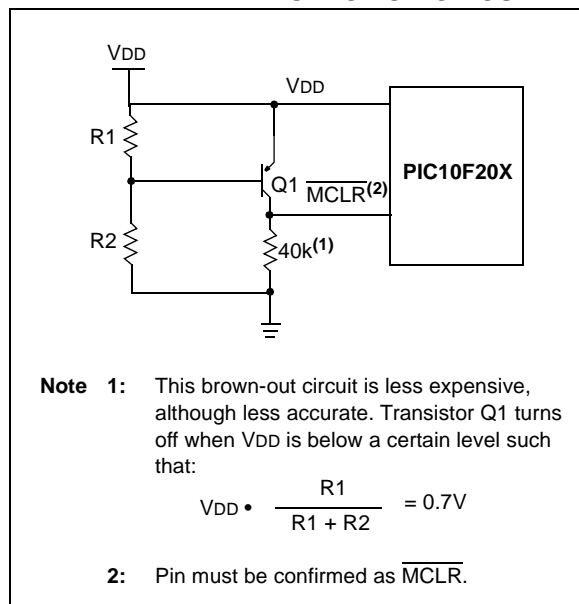 VDD
VDD
R1
PIC10F20X
Q1
MCLR(2)
R2
40k(1)
Note 1: This brown-out circuit is less expensive,
although less accurate. Transistor Q1 turns
off when VDD is below a certain level such
that:
VDD • R1 / R1 + R2 = 0.7V
2: Pin must be confirmed as MCLR.